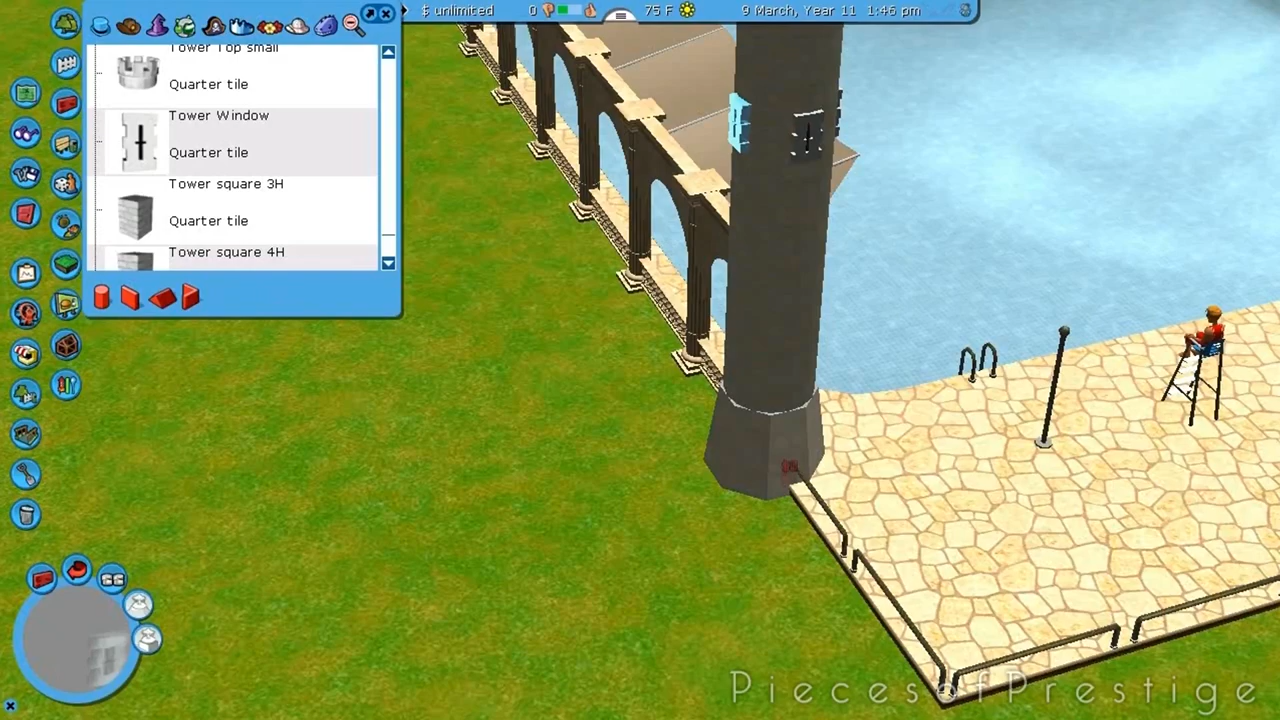 $ unlimited 0 75 F 9 March, Year 11 1:46 pm
Tower Top small
Quarter tile
Tower Window
Quarter tile
Tower square 3H
Quarter tile
Tower square 4H
PiecesofPrestige